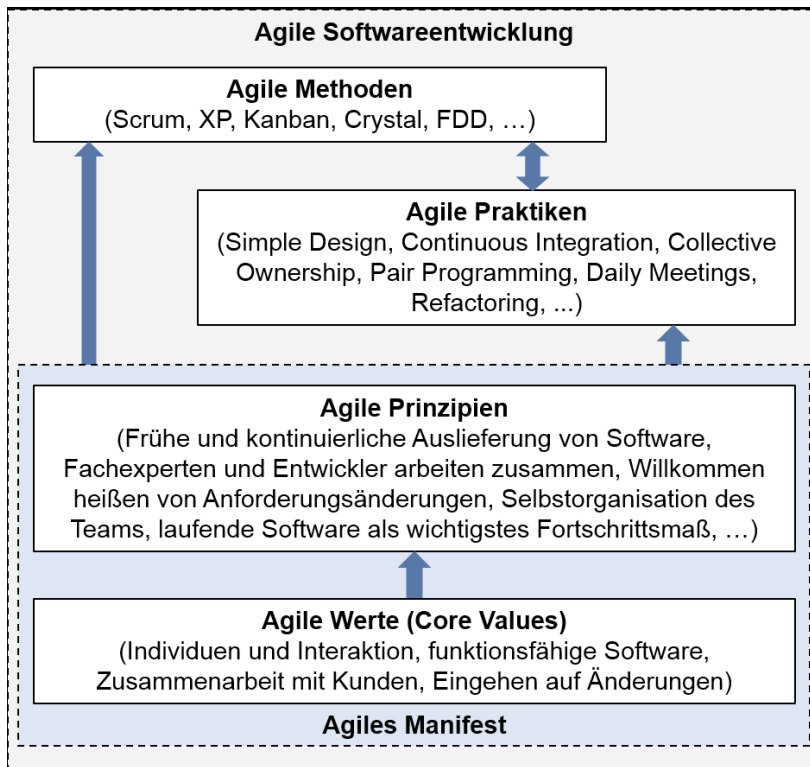 Agile Softwareentwicklung
Agile Methoden
(Scrum, XP, Kanban, Crystal, FDD, …)
Agile Praktiken
(Simple Design, Continuous Integration, Collective
Ownership, Pair Programming, Daily Meetings,
Refactoring, ...)
Agile Prinzipien
(Frühe und kontinuierliche Auslieferung von Software,
Fachexperten und Entwickler arbeiten zusammen, Willkommen
heißen von Anforderungsänderungen, Selbstorganisation des
Teams, laufende Software als wichtigstes Fortschrittsmaß, …)
Agile Werte (Core Values)
(Individuen und Interaktion, funktionsfähige Software,
Zusammenarbeit mit Kunden, Eingehen auf Änderungen)
Agiles Manifest